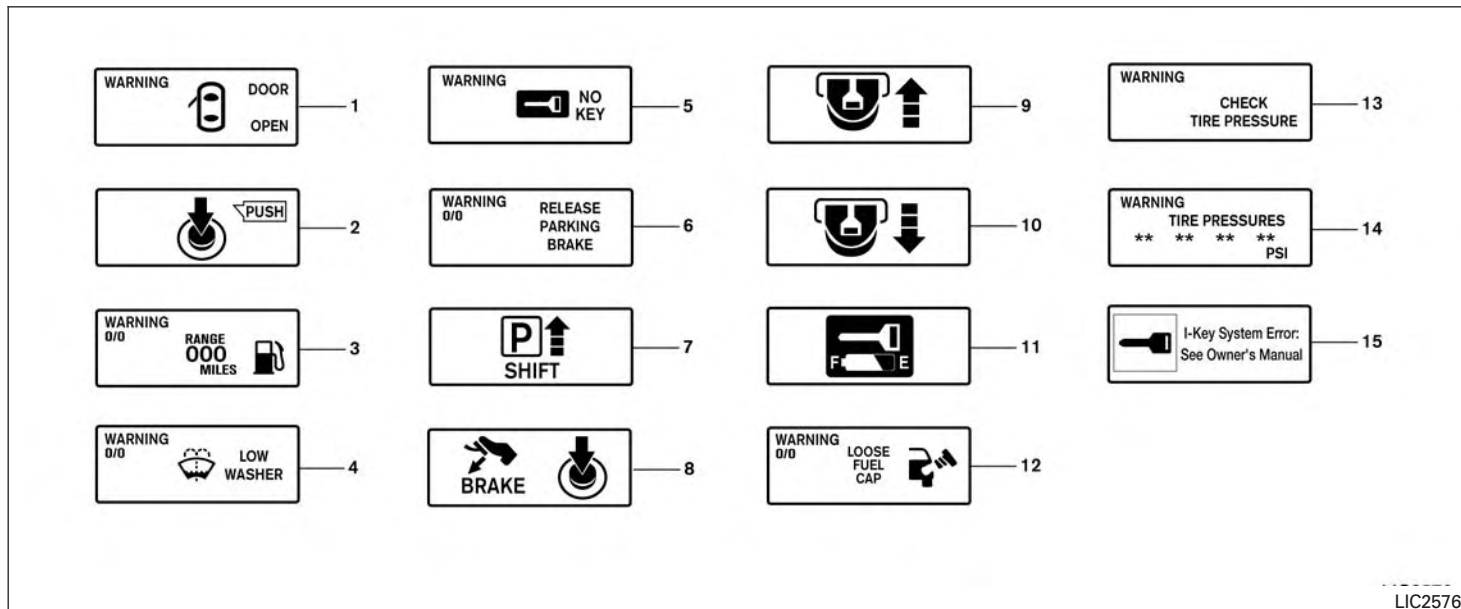 WARNING
DOOR
OPEN
1
PUSH
2
WARNING
0/0
RANGE
000
MILES
3
WARNING
0/0
LOW
WASHER
4
WARNING
NO
KEY
5
WARNING
0/0
RELEASE
PARKING
BRAKE
6
P
SHIFT
7
BRAKE
8
9
10
F E
11
WARNING
0/0
LOOSE
FUEL
CAP
12
WARNING
CHECK
TIRE PRESSURE
13
WARNING
TIRE PRESSURES
** ** ** **
PSI
14
I-Key System Error:
See Owner's Manual
15
LIC2576